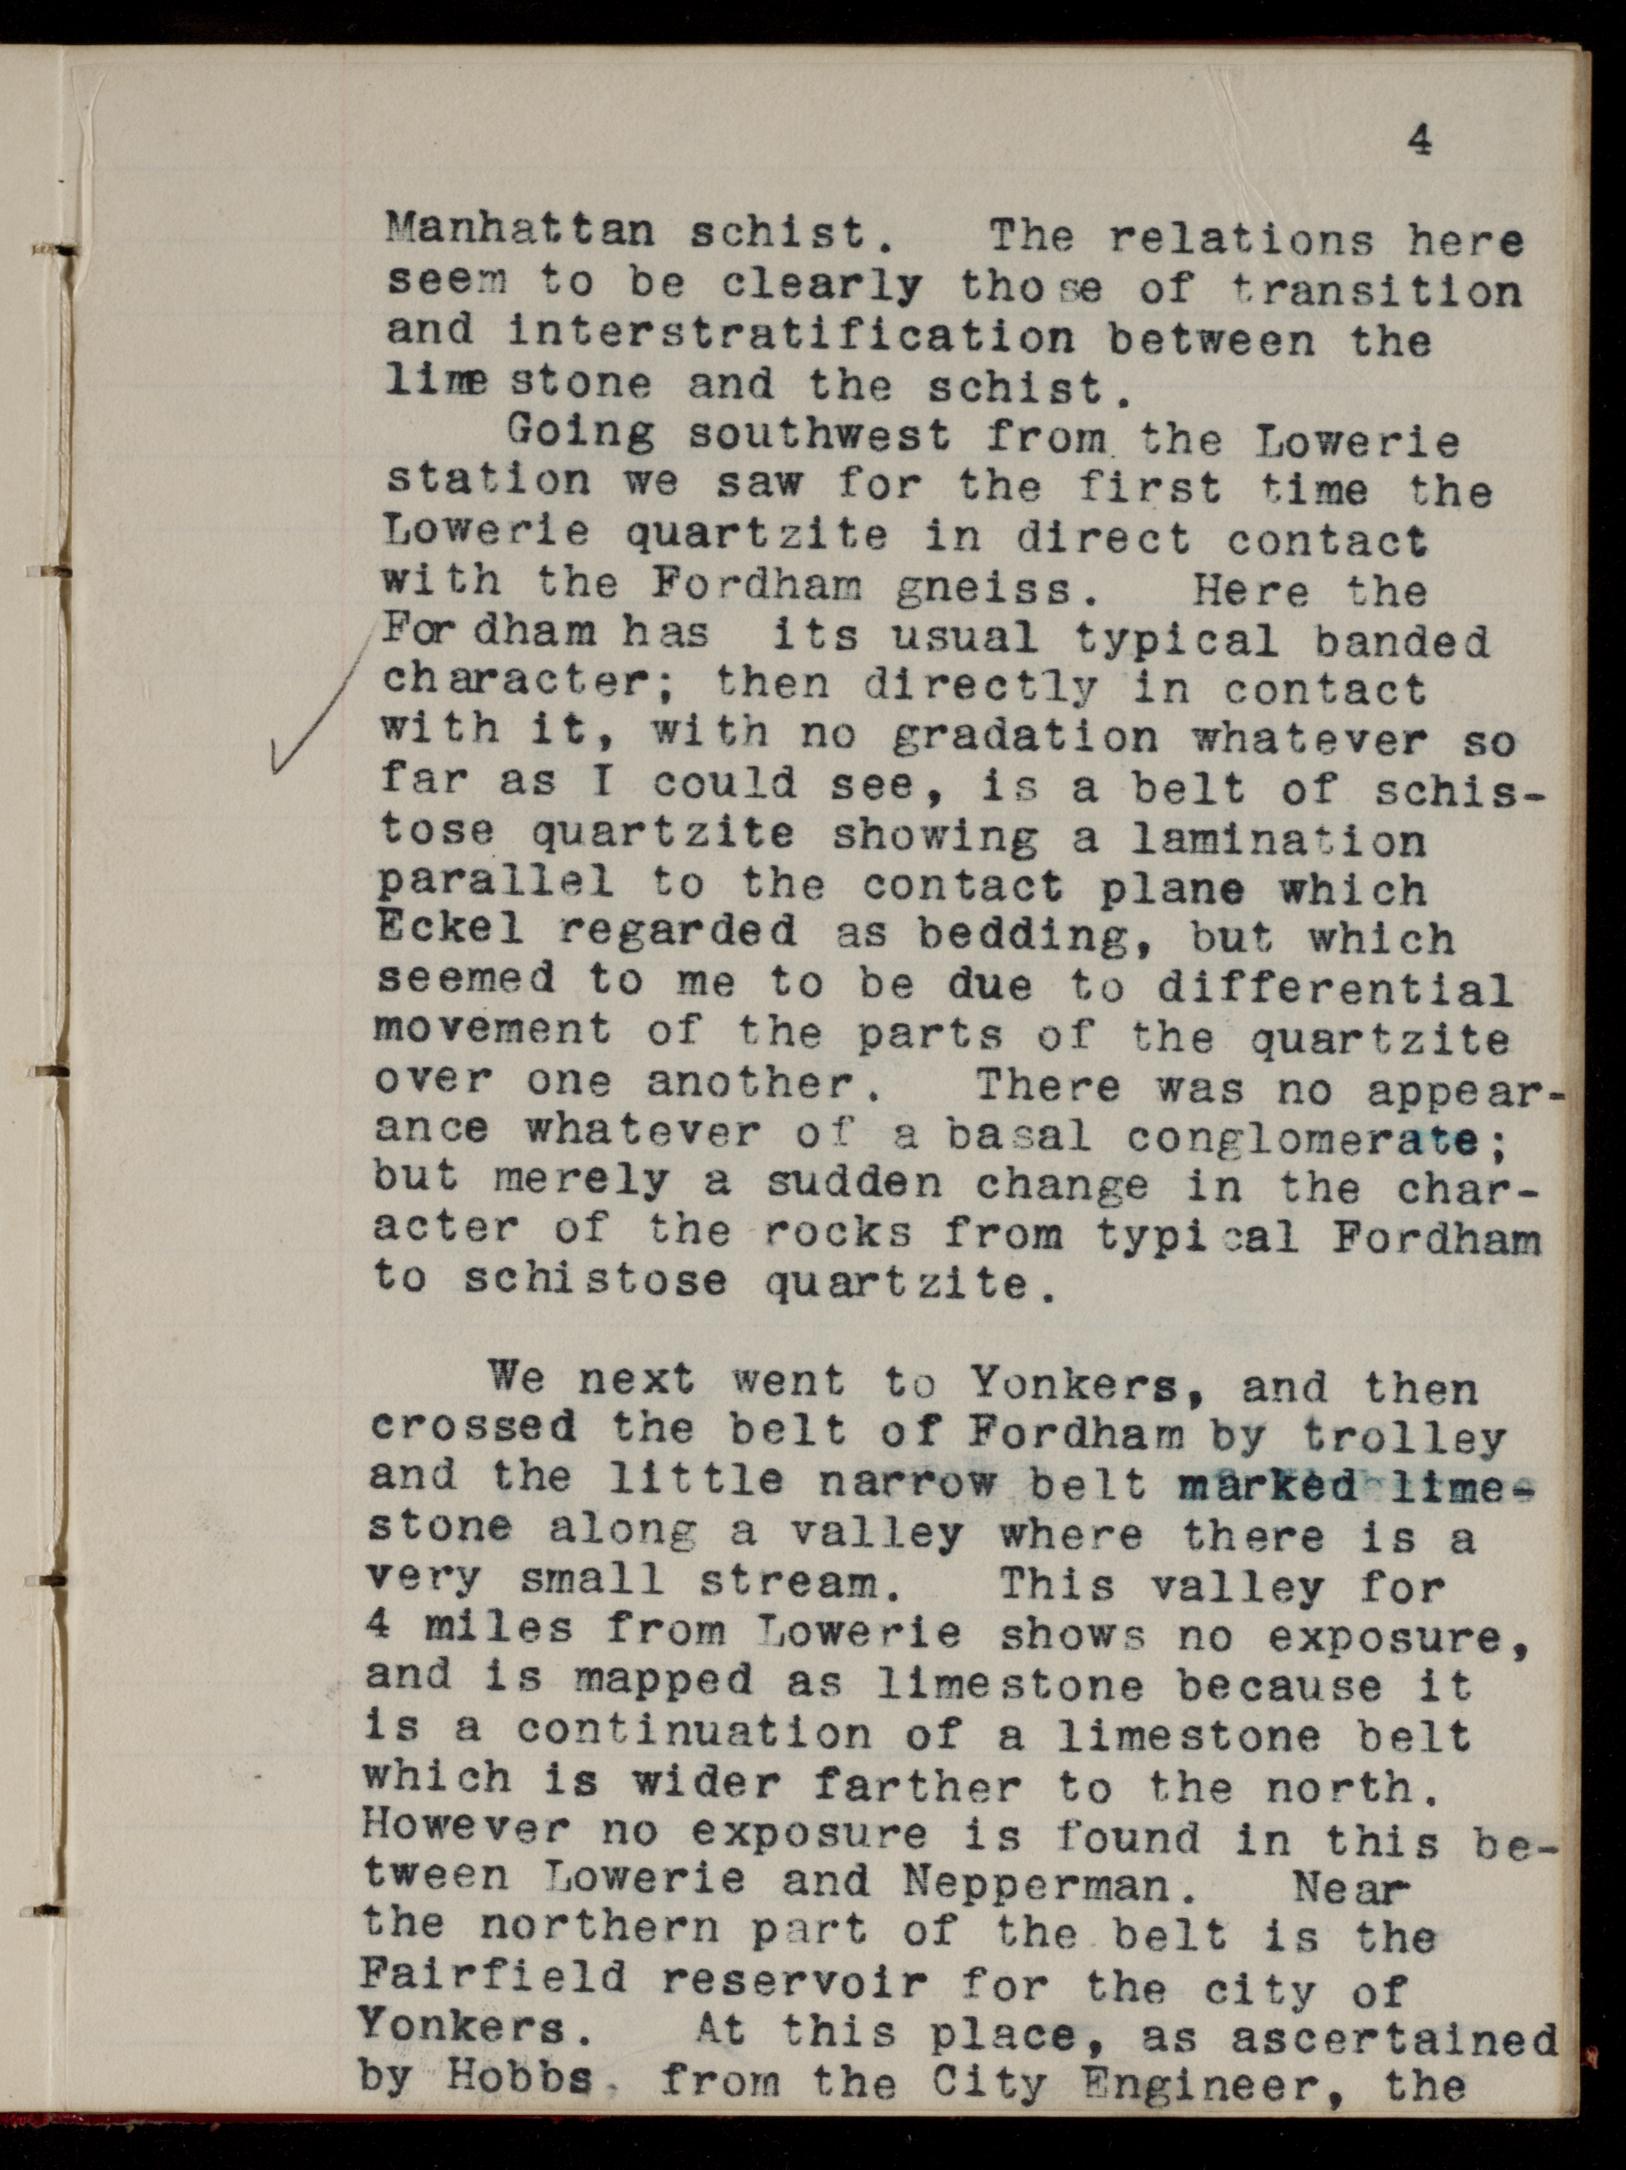 4
Manhattan schist.   The relations here
seem to be clearly those of transition
and interstratification between the
limestone and the schist.
Going southwest from the Lowerie
station we saw for the first time the
Lowerie quartzite in direct contact
with the Fordham gneiss.   Here the
Fordham has its usual typical banded
character; then directly in contact
with it, with no gradation whatever so
far as I could see, is a belt of schis-
tose quartzite showing a lamination
parallel to the contact plane which
Eckel regarded as bedding, but which
seemed to me to be due to differential
movement of the parts of the quartzite
over one another.   There was no appear-
ance whatever of a basal conglomerate;
but merely a sudden change in the char-
acter of the rocks from typical Fordham
to schistose quartzite.
We next went to Yonkers, and then
crossed the belt of Fordham by trolley
and the little narrow belt marked lime-
stone along a valley where there is a
very small stream.   This valley for
4 miles from Lowerie shows no exposure,
and is mapped as limestone because it
is a continuation of a limestone belt
which is wider farther to the north.
However no exposure is found in this be-
tween Lowerie and Nepperman.   Near
the northern part of the belt is the
Fairfield reservoir for the city of
Yonkers.   At this place, as ascertained
by Hobbs from the City Engineer, the